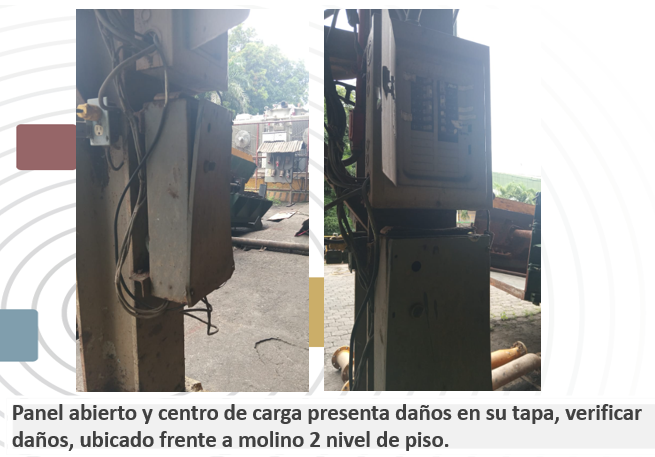 Panel abierto y centro de carga presenta daños en su tapa, verificar
daños, ubicado frente a molino 2 nivel de piso.